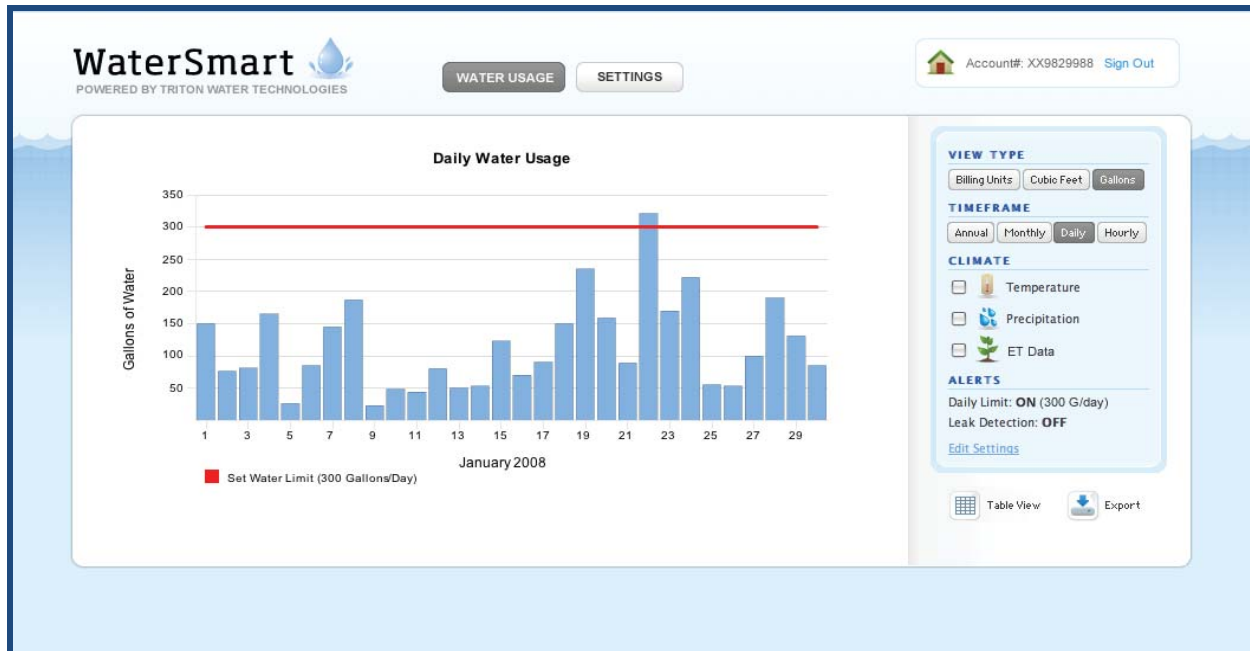 WaterSmart
POWERED BY TRITON WATER TECHNOLOGIES
WATER USAGE
SETTINGS
Account#: XX9829988 Sign Out
Daily Water Usage
350
300
250
200
150
100
50
Gallons of Water
1 3 5 7 9 11 13 15 17 19 21 23 25 27 29
January 2008
Set Water Limit (300 Gallons/Day)
VIEW TYPE
Billing Units Cubic Feet Gallons
TIMEFRAME
Annual Monthly Daily Hourly
CLIMATE
Temperature
Precipitation
ET Data
ALERTS
Daily Limit: ON (300 G/day)
Leak Detection: OFF
Edit Settings
Table View Export